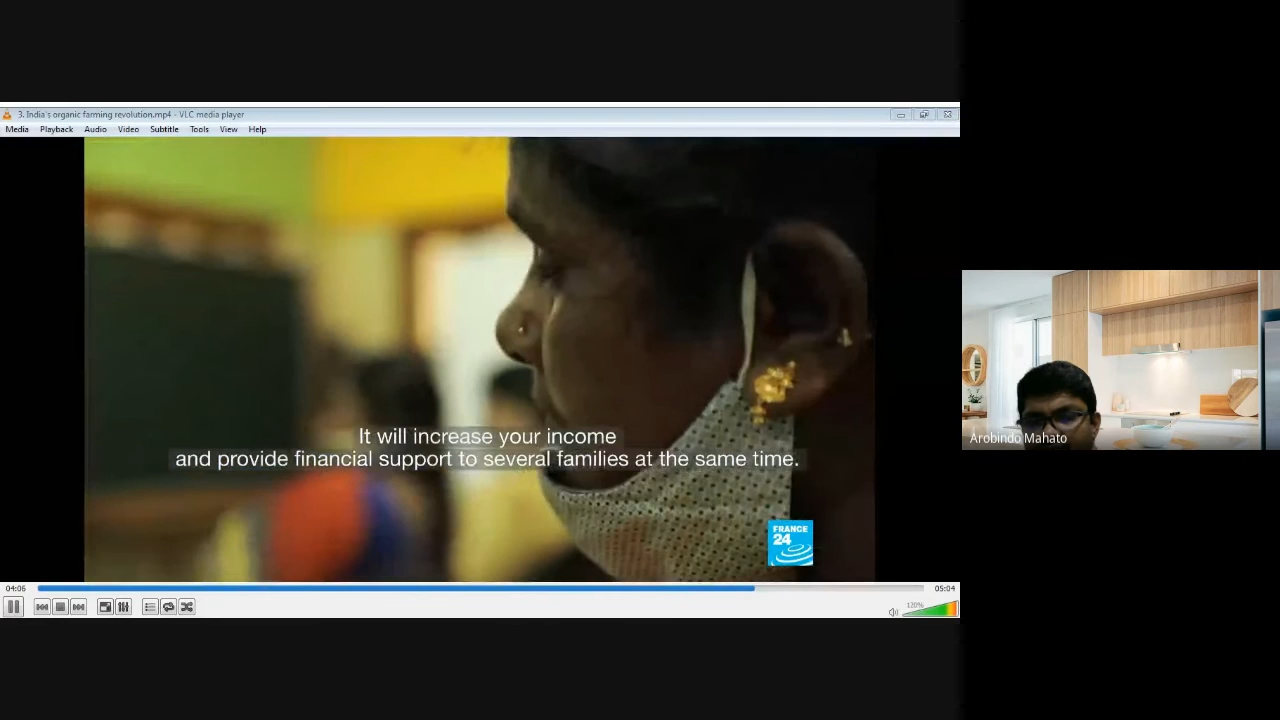 3. India's organic farming revolution.mp4 - VLC media player
Media Playback Audio Video Subtitle Tools View Help
It will increase your income
and provide financial support to several families at the same time.
FRANCE
24
Arobindo Mahato
04:06
05:04
120%